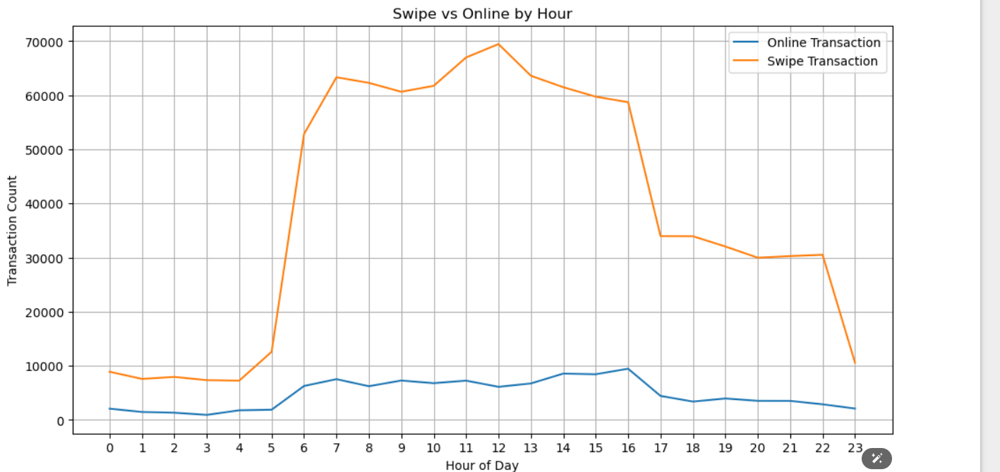 Swipe vs Online by Hour
Online Transaction
Swipe Transaction
Transaction Count
70000
60000
50000
40000
30000
20000
10000
0
0 1 2 3 4 5 6 7 8 9 10 11 12 13 14 15 16 17 18 19 20 21 22 23
Hour of Day